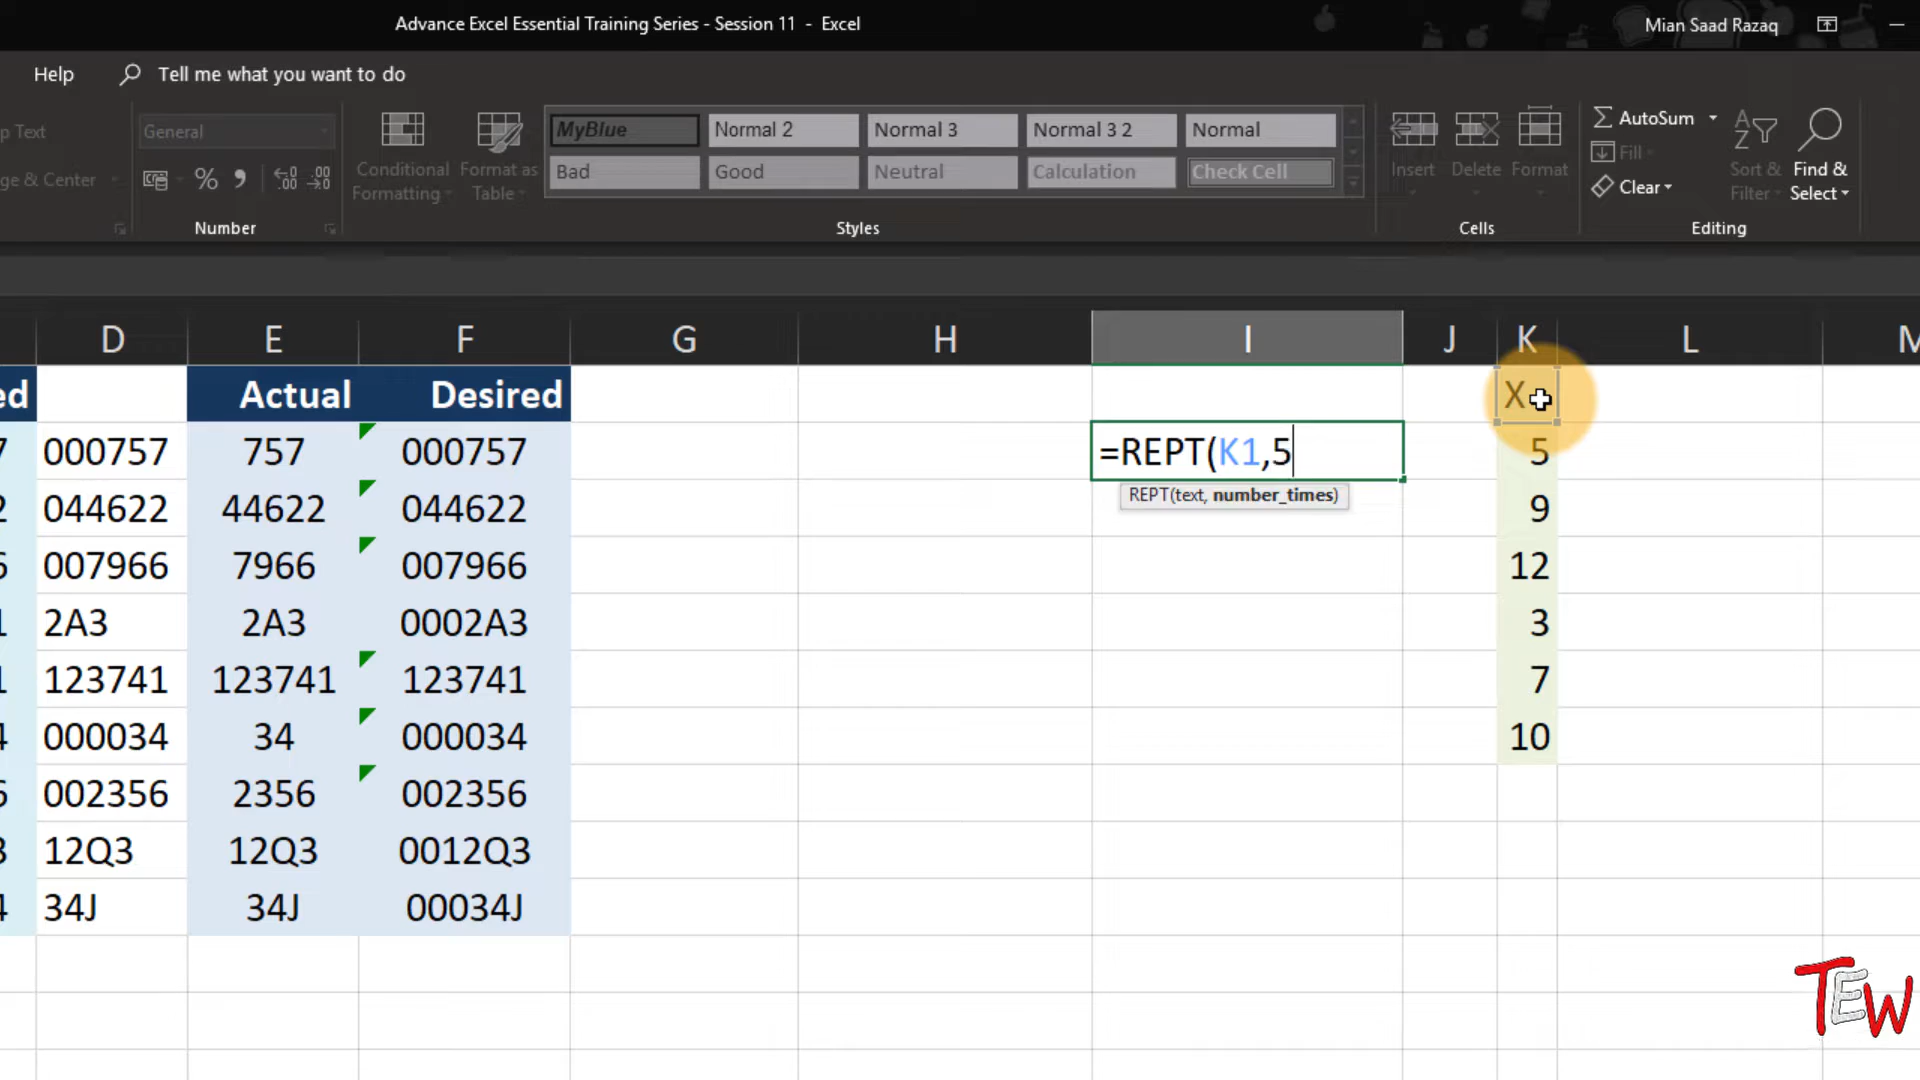 Advance Excel Essential Training Series - Session 11 - Excel
Mian Saad Razaq
Help
Tell me what you want to do
p Text
General
MyBlue
Normal 2
Normal 3
Normal 3 2
Normal
AutoSum
Fill
ge & Center
%
Conditional Formatting
Format as Table
Bad
Good
Neutral
Calculation
Check Cell
Insert
Delete
Format
Clear
Sort & Filter
Find & Select
Number
Styles
Cells
Editing
D E F G H I J K L M
ed Actual Desired X
7 000757 757 000757 =REPT(K1,5 5
REPT(text, number_times)
2 044622 44622 044622 9
6 007966 7966 007966 12
1 2A3 2A3 0002A3 3
1 123741 123741 123741 7
4 000034 34 000034 10
6 002356 2356 002356
3 12Q3 12Q3 0012Q3
4 34J 34J 00034J
TEW